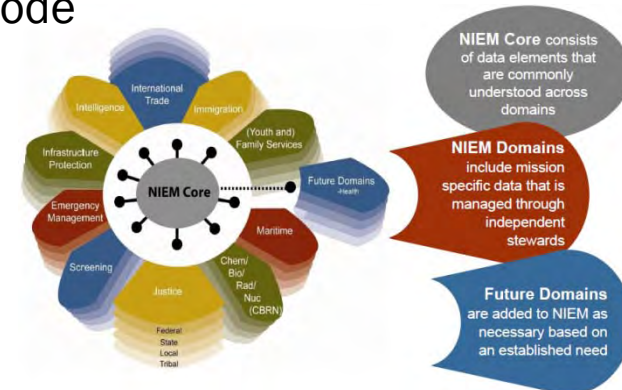 ode
International
Trade
Intelligence
Immigration
(Youth and)
Family Services
Infrastructure
Protection
NIEM Core
Future Domains
-Health
Emergency
Management
Maritime
Screening
Chem/
Bio/
Rad/
Nuc
(CBRN)
Justice
Federal
State
Local
Tribal
NIEM Core consists
of data elements that
are commonly
understood across
domains
NIEM Domains
include mission
specific data that is
managed through
independent
stewards
Future Domains
are added to NIEM as
necessary based on
an established need